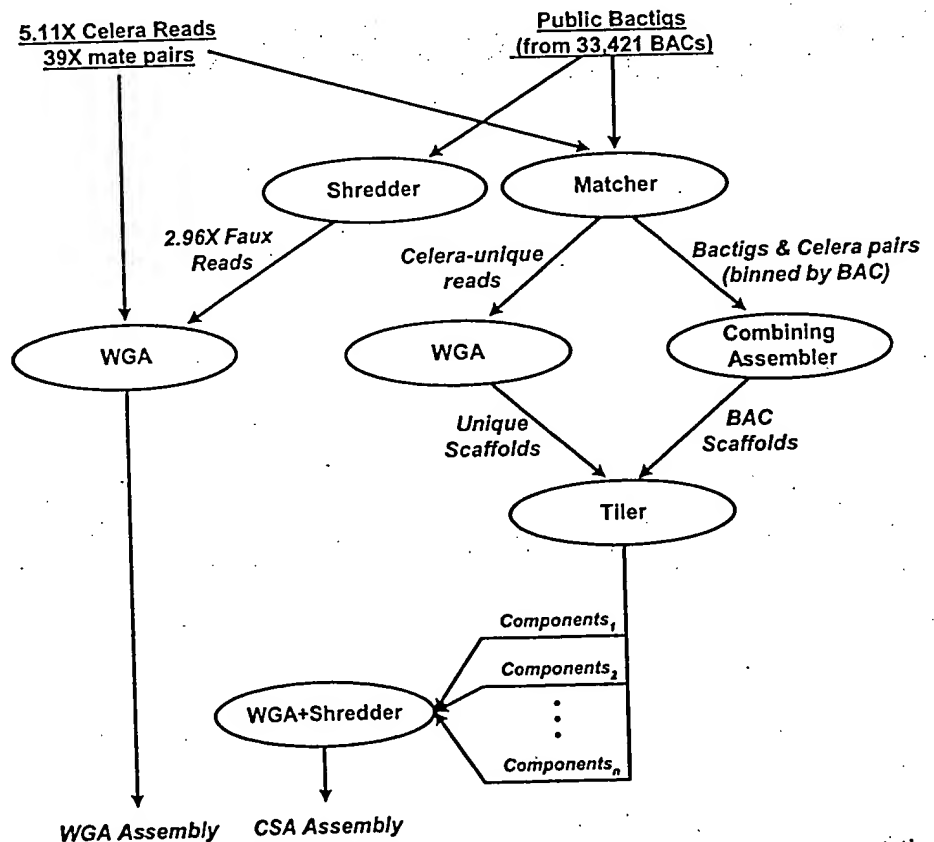 5.11X Celera Reads
39X mate pairs
Public Bactigs
(from 33,421 BACs)
Shredder
Matcher
2.96X Faux
Reads
Celera-unique
reads
Bactigs & Celera pairs
(binned by BAC)
WGA
WGA
Combining
Assembler
Unique
Scaffolds
BAC
Scaffolds
Tiler
Components1
Components2
Componentsn
WGA+Shredder
WGA Assembly
CSA Assembly